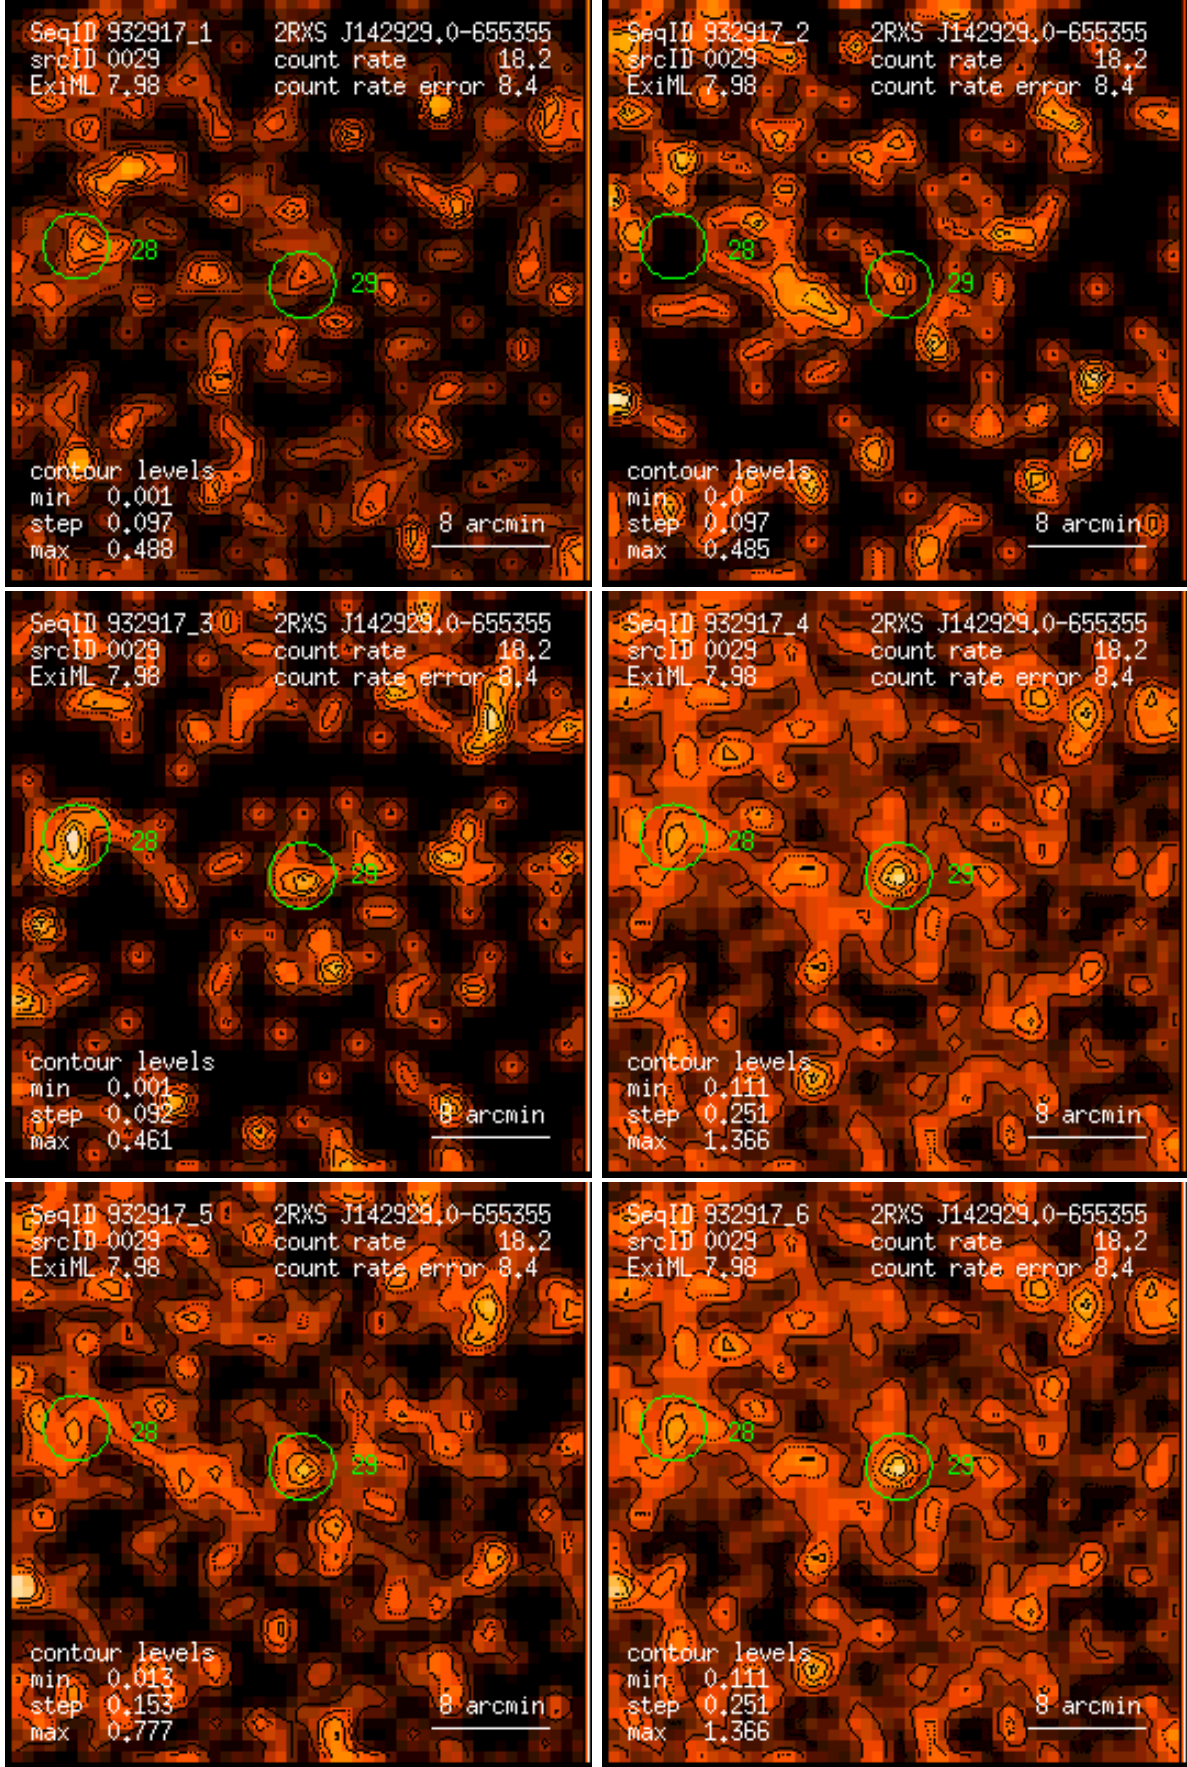 SeqID 932917_1 2RXS J142929.0-655355
srcID 0029 count rate 18.2
ExiML 7.98 count rate error 8.4
28
29
contour levels
min 0.001
step 0.097 8 arcmin
max 0.488
SeqID 932917_2 2RXS J142929.0-655355
srcID 0029 count rate 18.2
ExiML 7.98 count rate error 8.4
28
29
contour levels
min 0.0
step 0.097 8 arcmin
max 0.485
SeqID 932917_3 2RXS J142929.0-655355
srcID 0029 count rate 18.2
ExiML 7.98 count rate error 8.4
28
29
contour levels
min 0.001
step 0.092 8 arcmin
max 0.461
SeqID 932917_4 2RXS J142929.0-655355
srcID 0029 count rate 18.2
ExiML 7.98 count rate error 8.4
28
29
contour levels
min 0.111
step 0.251 8 arcmin
max 1.366
SeqID 932917_5 2RXS J142929.0-655355
srcID 0029 count rate 18.2
ExiML 7.98 count rate error 8.4
28
29
contour levels
min 0.013
step 0.153 8 arcmin
max 0.777
SeqID 932917_6 2RXS J142929.0-655355
srcID 0029 count rate 18.2
ExiML 7.98 count rate error 8.4
28
29
contour levels
min 0.111
step 0.251 8 arcmin
max 1.366